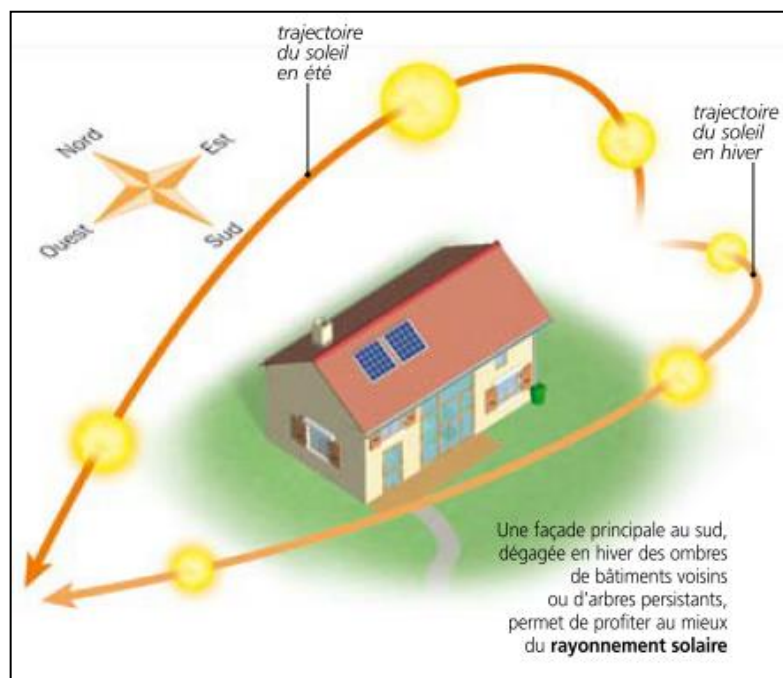 trajectoire
du soleil
en été
trajectoire
du soleil
en hiver
Nord
Est
Ouest
Sud
Une façade principale au sud,
dégagée en hiver des ombres
de bâtiments voisins
ou d'arbres persistants,
permet de profiter au mieux
du rayonnement solaire